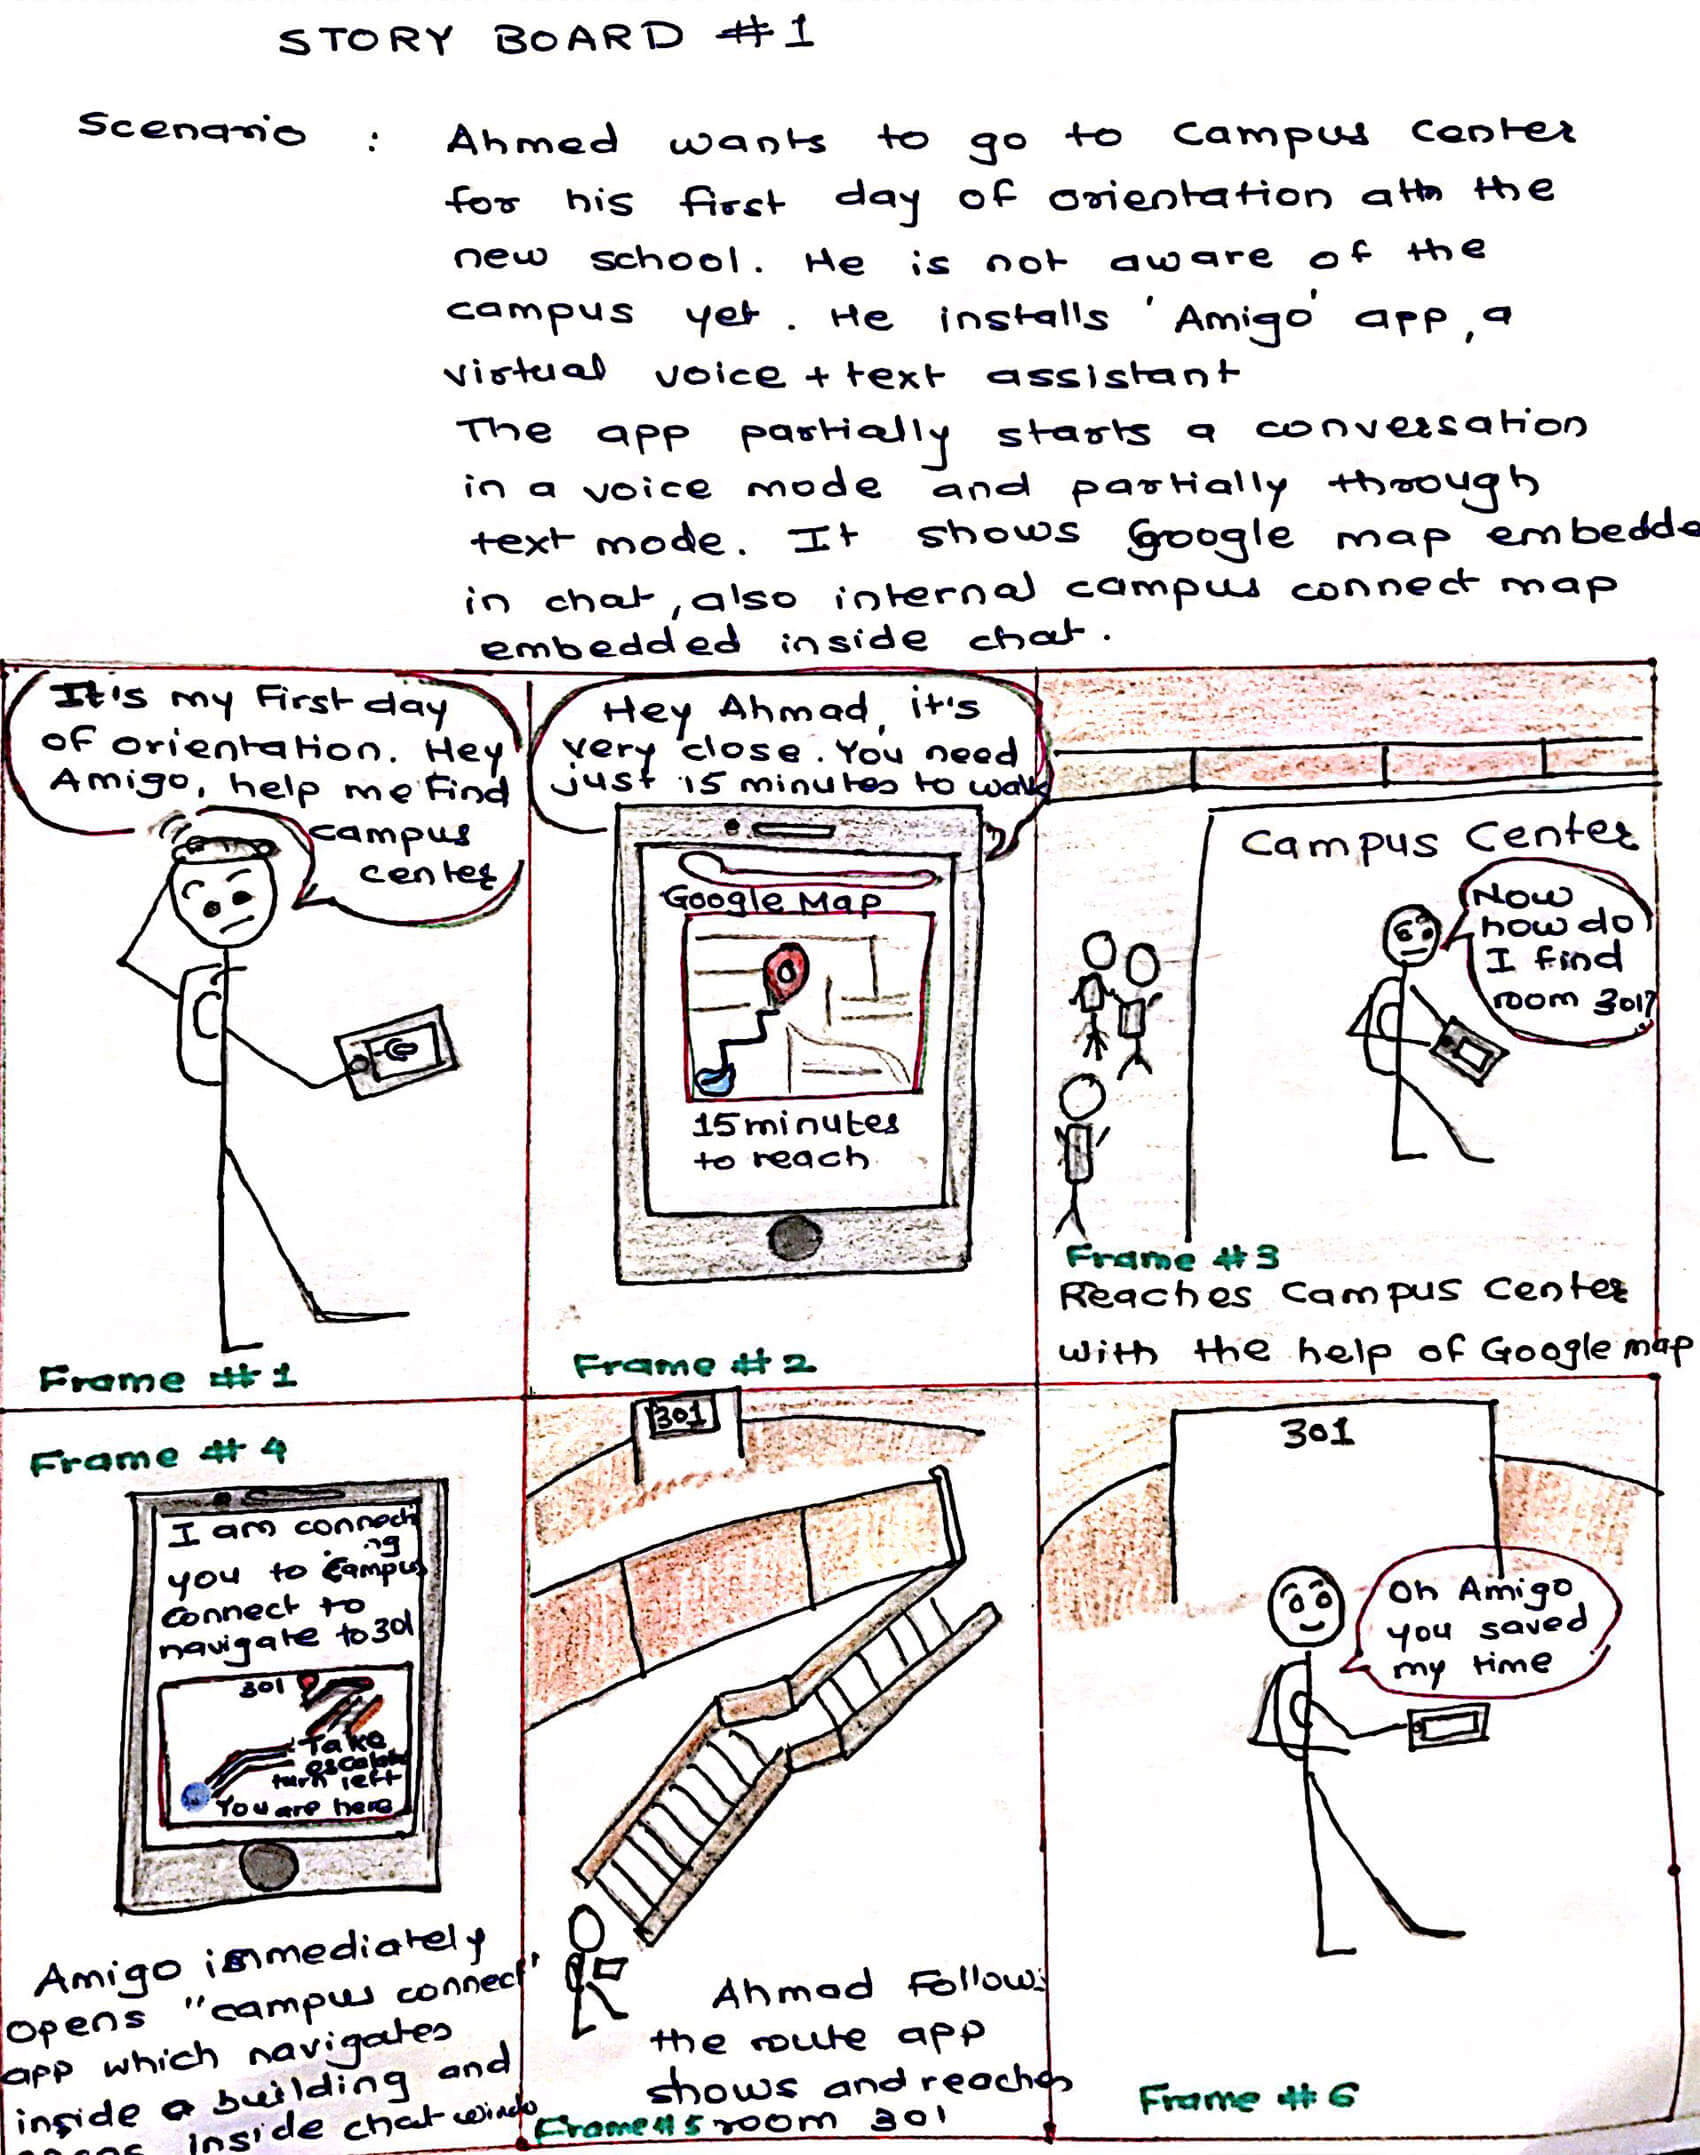 STORY BOARD #1
Scenario : Ahmed wants to go to campus center
for his first day of orientation at the
new school. He is not aware of the
campus yet. He installs 'Amigo' app, a
virtual voice + text assistant
The app partially starts a conversation
in a voice mode and partially through
text mode. It shows Google map embedde
in chat, also internal campus connect map
embedded inside chat.
It's my First day
of orientation. Hey
Amigo, help me find
campus
center
Frame #1
Hey Ahmad, it's
very close. You need
just 15 minutes to walk
Google Map
15 minutes
to reach
Frame #2
Campus Center
Now
how do
I find
room 301?
Frame #3
Reaches Campus Center
with the help of Google map
Frame #4
I am connecti
ng
you to Campus
Connect to
navigate to 301
301
Take
escalator
turn left
You are here
Amigo immediately
opens "campus connect"
app which navigates
inside a building and
inside chat windo
301
Ahmad Follows
the route app
shows and reaches
Frame #5 room 301
301
Oh Amigo
you saved
my time
Frame #6